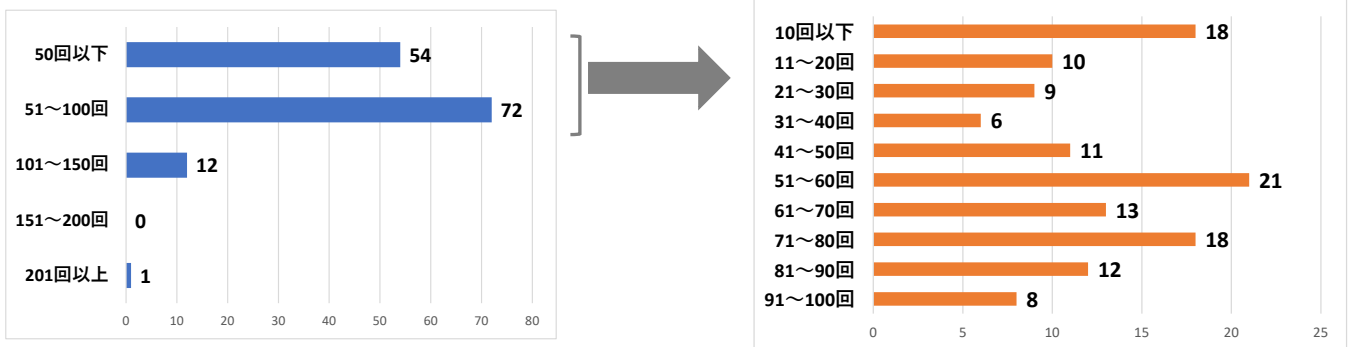 50回以下 54
51～100回 72
101～150回 12
151～200回 0
201回以上 1
0 10 20 30 40 50 60 70 80
10回以下 18
11～20回 10
21～30回 9
31～40回 6
41～50回 11
51～60回 21
61～70回 13
71～80回 18
81～90回 12
91～100回 8
0 5 10 15 20 25